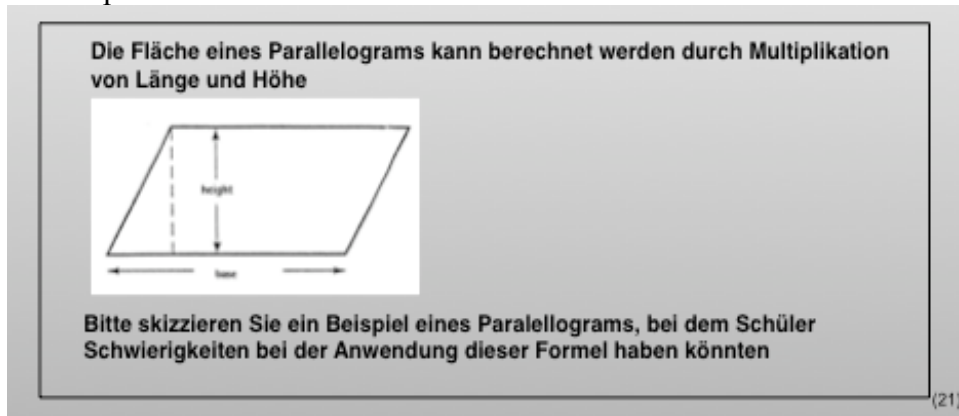 Die Fläche eines Parallelograms kann berechnet werden durch Multiplikation
von Länge und Höhe
height
base
Bitte skizzieren Sie ein Beispiel eines Paralellograms, bei dem Schüler
Schwierigkeiten bei der Anwendung dieser Formel haben könnten
(21)